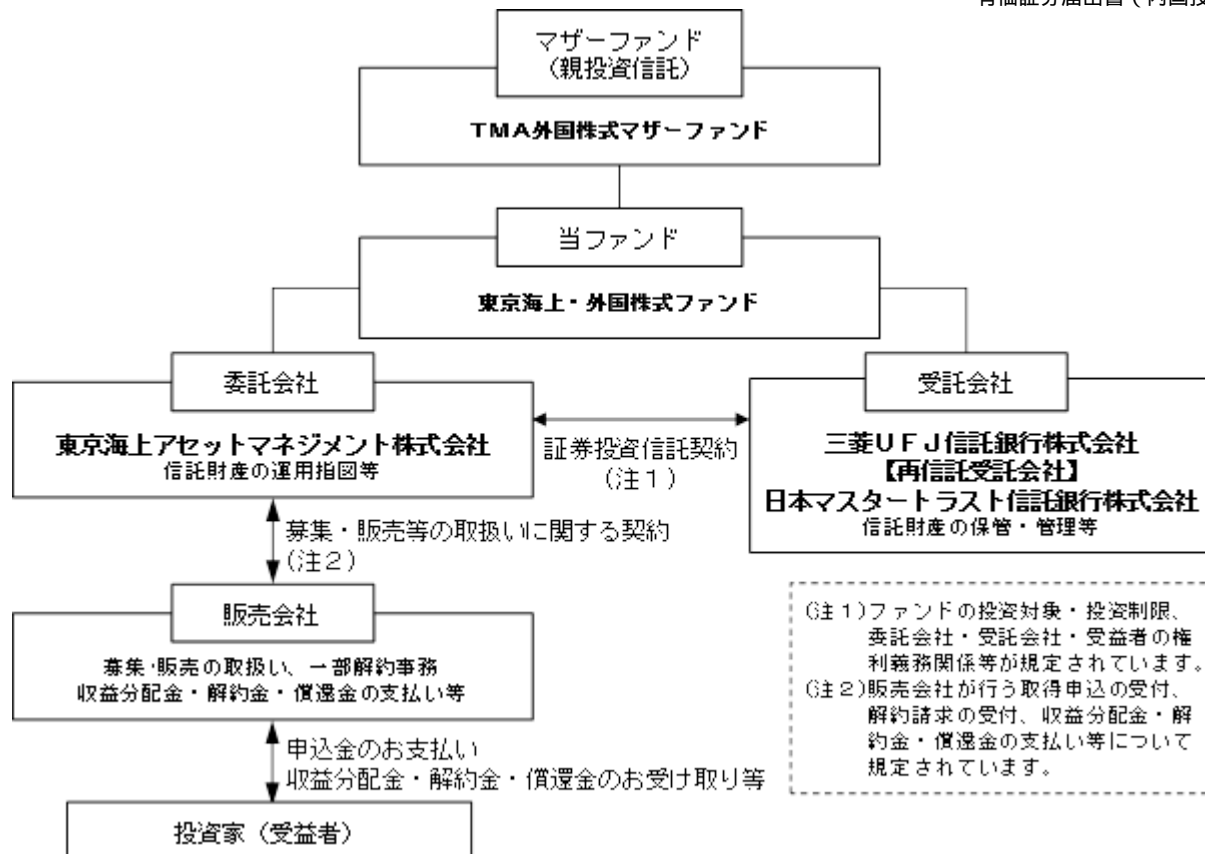 マザーファンド
(親投資信託)
TMA外国株式マザーファンド
当ファンド
東京海上・外国株式ファンド
委託会社
東京海上アセットマネジメント株式会社
信託財産の運用指図等
証券投資信託契約
(注1)
受託会社
三菱UFJ信託銀行株式会社
【再信託受託会社】
日本マスタートラスト信託銀行株式会社
信託財産の保管・管理等
募集・販売等の取扱いに関する契約
(注2)
販売会社
募集・販売の取扱い、一部解約事務
収益分配金・解約金・償還金の支払い等
申込金のお支払い
収益分配金・解約金・償還金のお受け取り等
投資家(受益者)
(注1)ファンドの投資対象・投資制限、
委託会社・受託会社・受益者の権
利義務関係等が規定されています。
(注2)販売会社が行う取得申込の受付、
解約請求の受付、収益分配金・解
約金・償還金の支払い等について
規定されています。